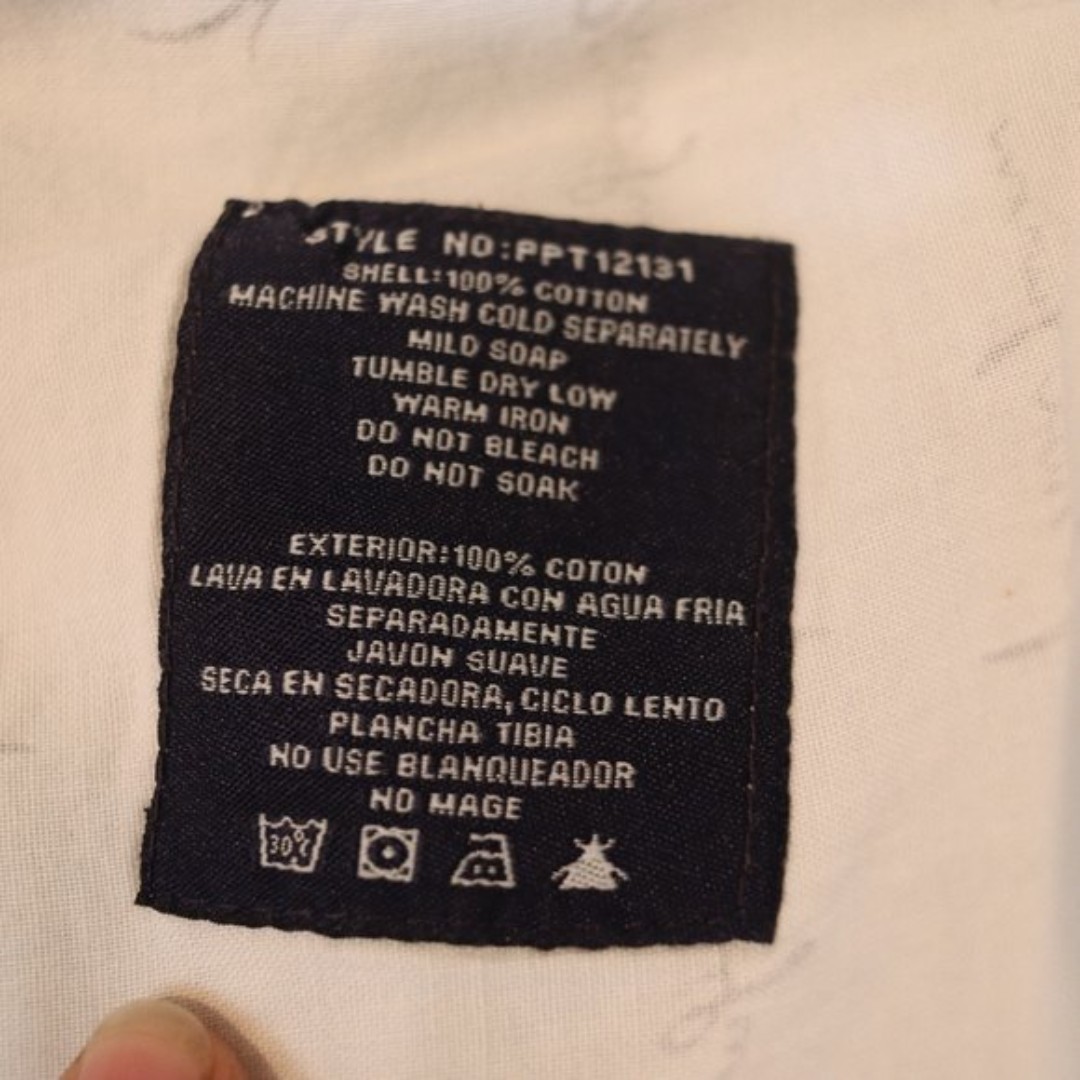 STYLE NO:PPT12131
SHELL:100% COTTON
MACHINE WASH COLD SEPARATELY
MILD SOAP
TUMBLE DRY LOW
WARM IRON
DO NOT BLEACH
DO NOT SOAK
EXTERIOR:100% COTON
LAVA EN LAVADORA CON AGUA FRIA
SEPARADAMENTE
JAVON SUAVE
SECA EN SECADORA, CICLO LENTO
PLANCHA TIBIA
NO USE BLANQUEADOR
NO MAGE
30°C